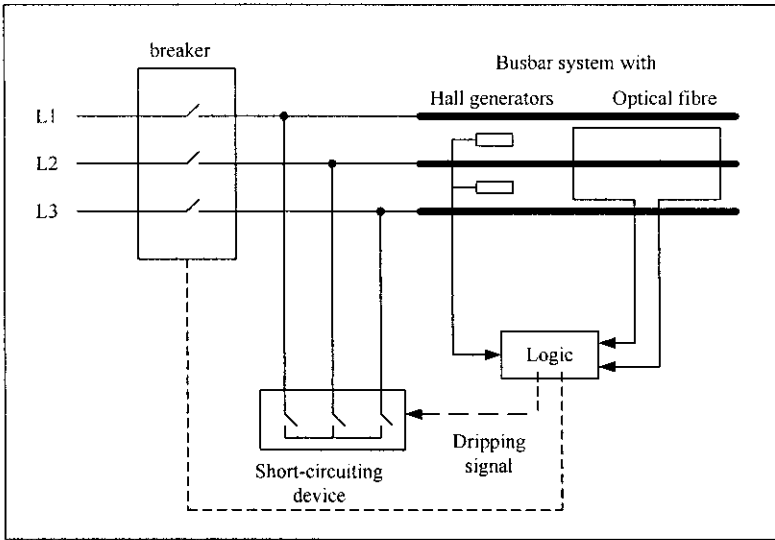 breaker
Busbar system with
Hall generators
Optical fibre
L1
L2
L3
Logic
Dripping
signal
Short-circuiting
device